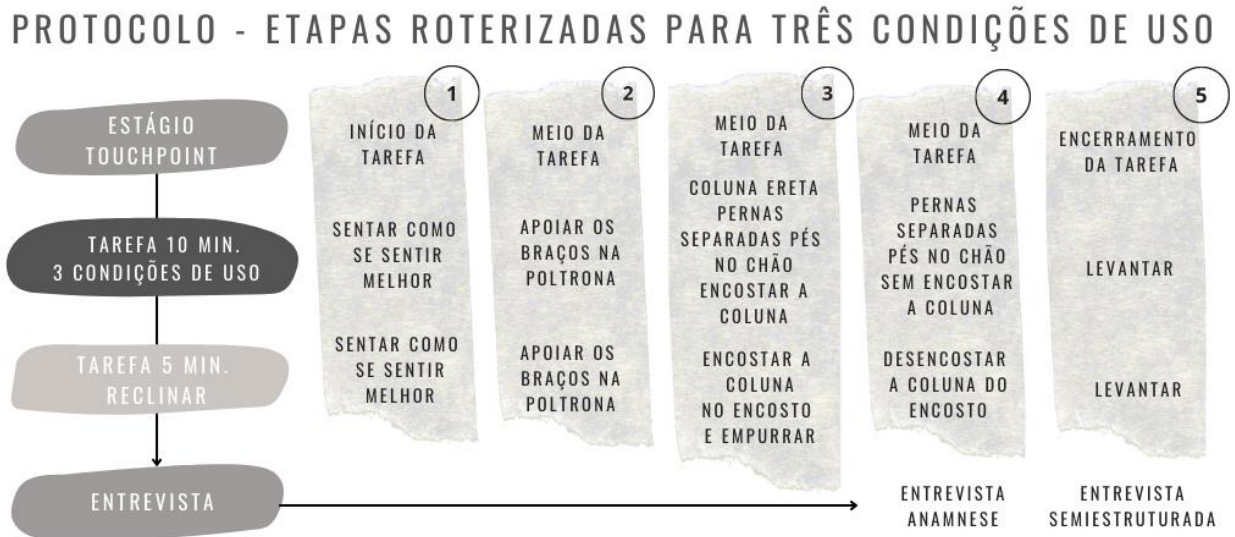 PROTOCOLO - ETAPAS ROTERIZADAS PARA TRÊS CONDIÇÕES DE USO
ESTÁGIO
TOUCHPOINT
1
INÍCIO DA
TAREFA
2
MEIO DA
TAREFA
3
MEIO DA
TAREFA
4
MEIO DA
TAREFA
5
ENCERRAMENTO
DA TAREFA
TAREFA 10 MIN.
3 CONDIÇÕES DE USO
SENTAR COMO
SE SENTIR
MELHOR
APOIAR OS
BRAÇOS NA
POLTRONA
COLUNA ERETA
PERNAS
SEPARADAS PÉS
NO CHÃO
ENCOSTAR A
COLUNA
PERNAS
SEPARADAS
PÉS NO CHÃO
SEM ENCOSTAR
A COLUNA
LEVANTAR
TAREFA 5 MIN.
RECLINAR
SENTAR COMO
SE SENTIR
MELHOR
APOIAR OS
BRAÇOS NA
POLTRONA
ENCOSTAR A
COLUNA
NO ENCOSTO
E EMPURRAR
DESENCOSTAR
A COLUNA DO
ENCOSTO
LEVANTAR
ENTREVISTA
ENTREVISTA
ANAMNESE
ENTREVISTA
SEMIESTRUTURADA